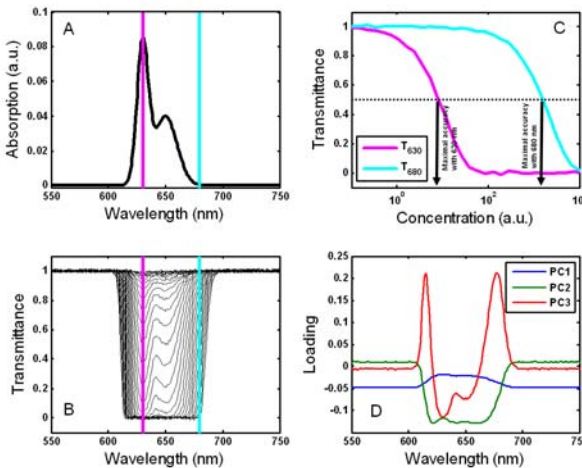 A
Absorption (a.u.)
0.1
0.08
0.06
0.04
0.02
0
550 600 650 700 750
Wavelength (nm)
C
Transmittance
1
0.8
0.6
0.4
0.2
0
T630
T680
Maximal accuracy
with 630 nm
Maximal accuracy
with 680 nm
10^0 10^2
Concentration (a.u.)
B
Transmittance
1
0.8
0.6
0.4
0.2
0
550 600 650 700 750
Wavelength (nm)
D
Loading
0.25
0.2
0.15
0.10
0.05
0
-0.05
-0.1
PC1
PC2
PC3
550 600 650 700 750
Wavelength (nm)